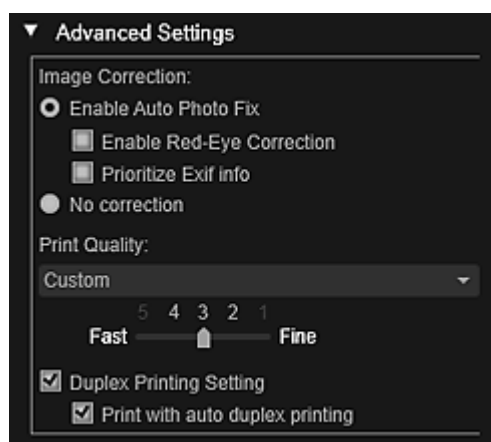 Advanced Settings
Image Correction:
Enable Auto Photo Fix
Enable Red-Eye Correction
Prioritize Exif info
No correction
Print Quality:
Custom
5 4 3 2 1
Fast Fine
Duplex Printing Setting
Print with auto duplex printing